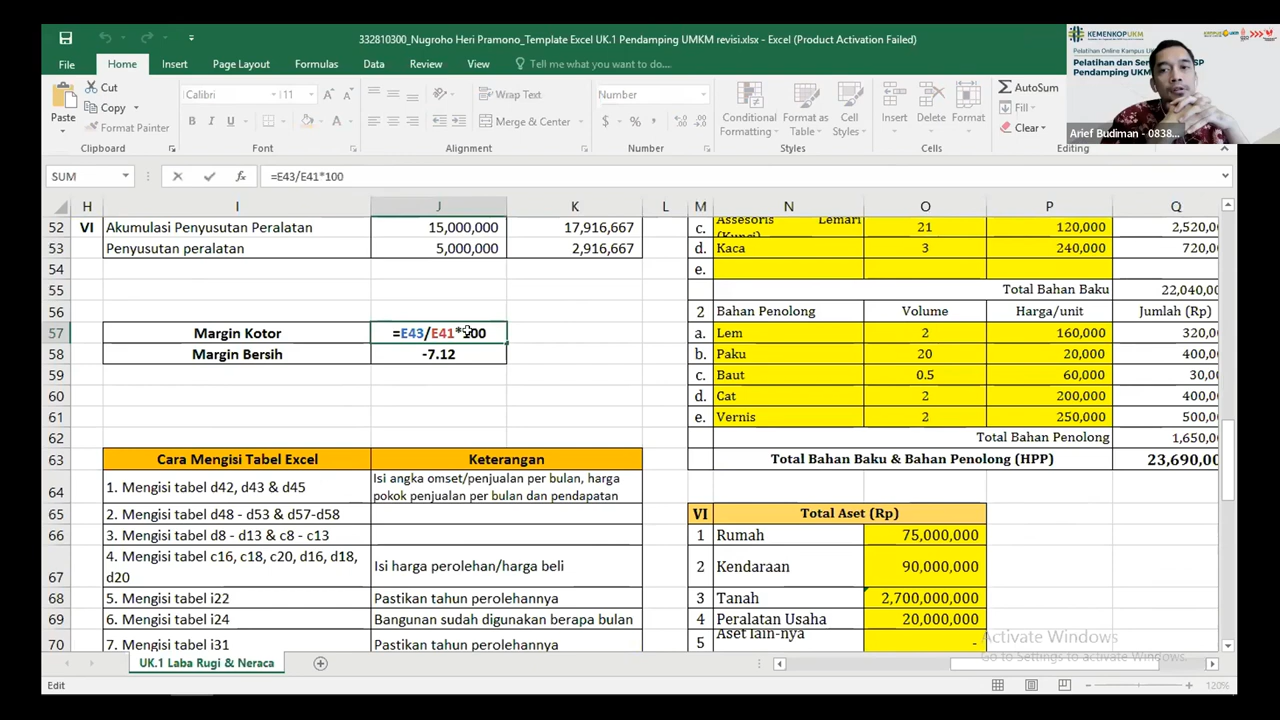 332810300_Nugroho Heri Pramono_Template Excel UK.1 Pendamping UMKM revisi.xlsx - Excel (Product Activation Failed)
KEMENKOPUKM
Pelatihan Online Kampus UK
Pelatihan dan Ser SP
Pendamping UKM
Arief Budiman - 0838...
File Home Insert Page Layout Formulas Data Review View Tell me what you want to do...
Paste Cut Copy Format Painter
Calibri 11
B I U
Wrap Text
Merge & Center
Number
$ %
Conditional Formatting Format as Table Cell Styles
Insert Delete Format
AutoSum Fill Clear
Clipboard Font Alignment Number Styles Cells Editing
SUM fx =E43/E41*100
H I J K L M N O P Q
52 VI Akumulasi Penyusutan Peralatan 15,000,000 17,916,667 c. Assesoris Lemari (Kunci) 21 120,000 2,520,0
53 Penyusutan peralatan 5,000,000 2,916,667 d. Kaca 3 240,000 720,
54 e.
55 Total Bahan Baku 22,040,0
56 2 Bahan Penolong Volume Harga/unit Jumlah (Rp)
57 Margin Kotor =E43/E41*100 a. Lem 2 160,000 320,
58 Margin Bersih -7.12 b. Paku 20 20,000 400,
59 c. Baut 0.5 60,000 30,0
60 d. Cat 2 200,000 400,
61 e. Vernis 2 250,000 500,
62 Total Bahan Penolong 1,650,0
63 Cara Mengisi Tabel Excel Keterangan Total Bahan Baku & Bahan Penolong (HPP) 23,690,00
64 1. Mengisi tabel d42, d43 & d45 Isi angka omset/penjualan per bulan, harga
pokok penjualan per bulan dan pendapatan
65 2. Mengisi tabel d48 - d53 & d57-d58 VI Total Aset (Rp)
66 3. Mengisi tabel d8 - d13 & c8 - c13 1 Rumah 75,000,000
67 4. Mengisi tabel c16, c18, c20, d16, d18,
d20 Isi harga perolehan/harga beli 2 Kendaraan 90,000,000
68 5. Mengisi tabel i22 Pastikan tahun perolehannya 3 Tanah 2,700,000,000
69 6. Mengisi tabel i24 Bangunan sudah digunakan berapa bulan 4 Peralatan Usaha 20,000,000
70 7. Mengisi tabel i31 Pastikan tahun perolehannya 5 Aset lain-nya -
Activate Windows
Go to Settings to activate Windows.
UK.1 Laba Rugi & Neraca
Edit 120%